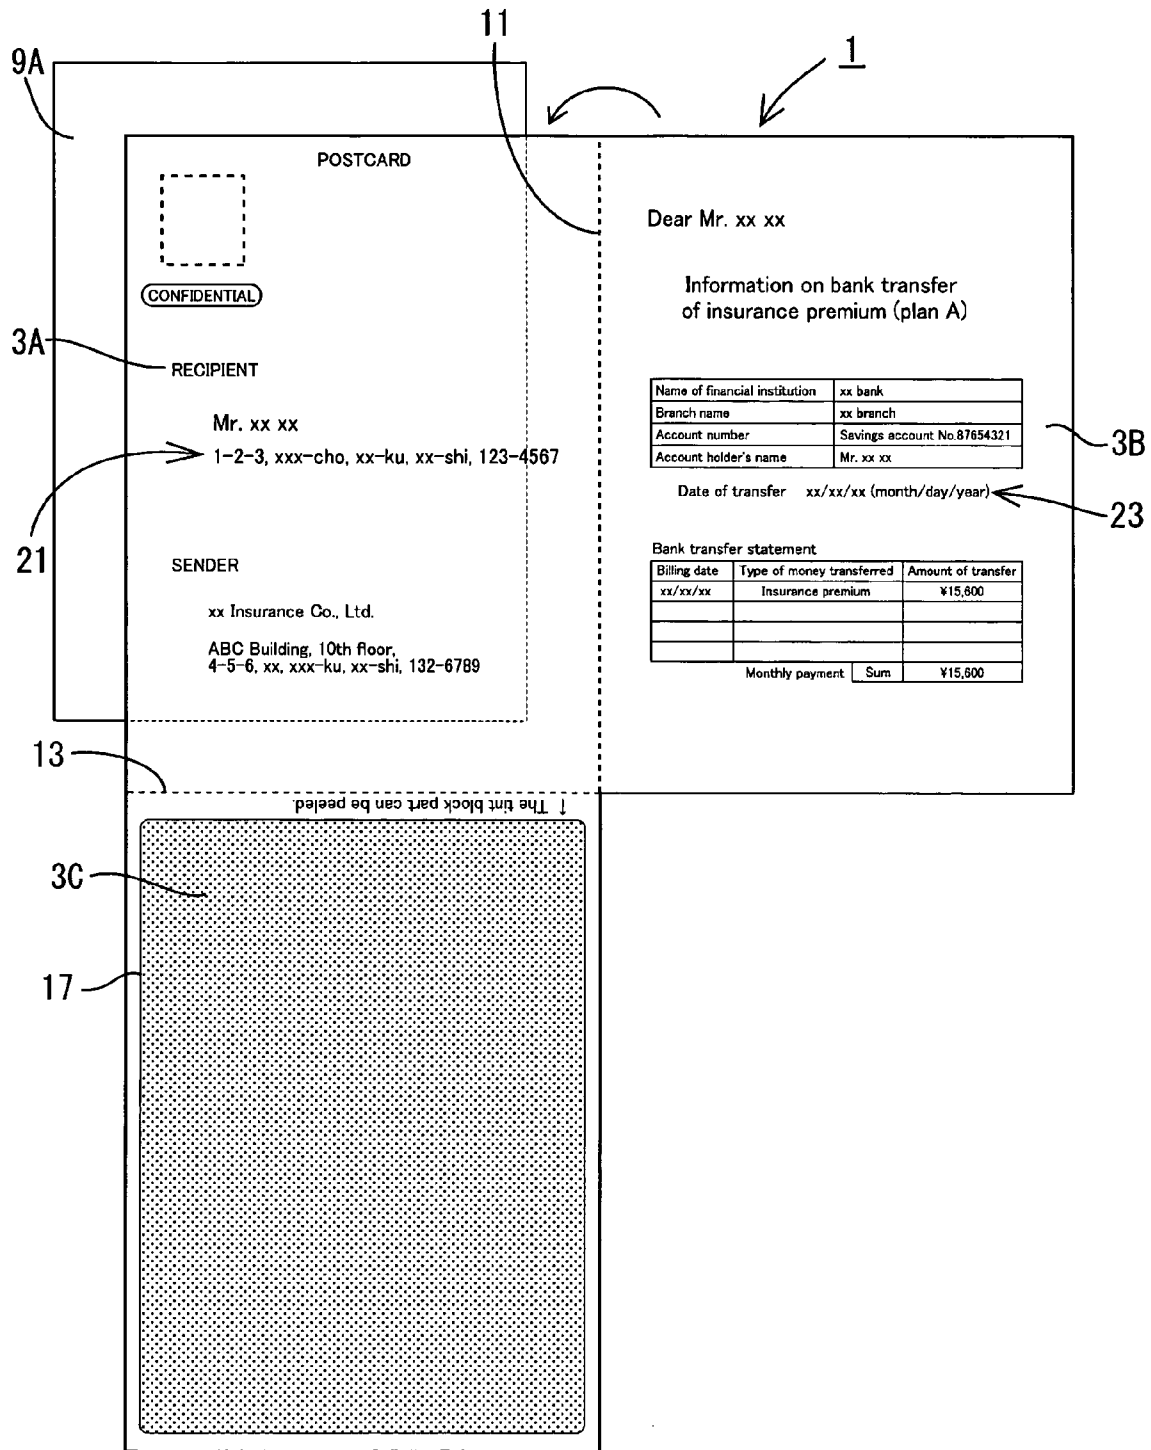 11
9A
1
POSTCARD
CONFIDENTIAL
3A
RECIPIENT
Mr. xx xx
1-2-3, xxx-cho, xx-ku, xx-shi, 123-4567
21
SENDER
xx Insurance Co., Ltd.
ABC Building, 10th floor,
4-5-6, xx, xxx-ku, xx-shi, 132-6789
Dear Mr. xx xx
Information on bank transfer
of insurance premium (plan A)
Name of financial institution xx bank
Branch name xx branch
Account number Savings account No.87654321
Account holder's name Mr. xx xx
3B
Date of transfer xx/xx/xx (month/day/year)
23
Bank transfer statement
Billing date Type of money transferred Amount of transfer
xx/xx/xx Insurance premium ¥15,600
Monthly payment Sum ¥15,600
13
↑ The tint block part can be peeled.
3C
17